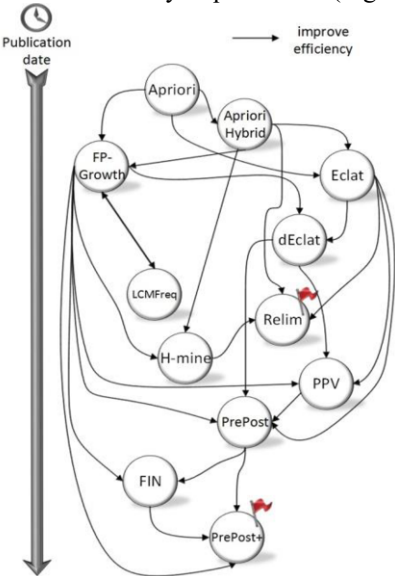 Publication
date
improve
efficiency
Apriori
Apriori
Hybrid
FP-
Growth
Eclat
dEclat
LCMFreq
Relim
H-mine
PPV
PrePost
FIN
PrePost+